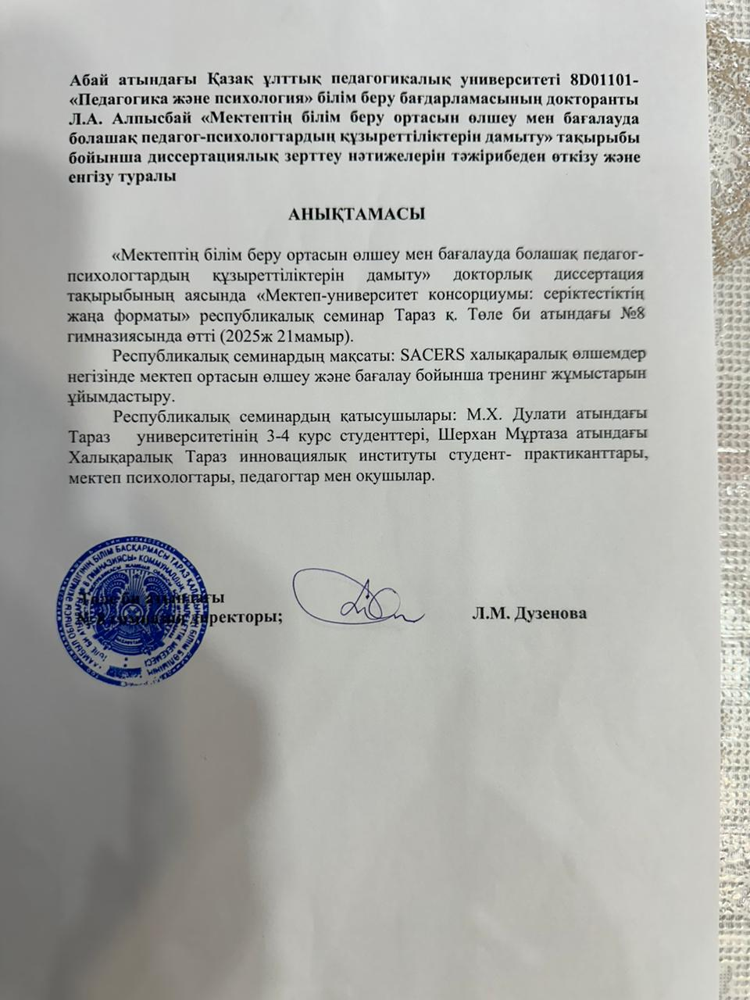 Абай атындағы Қазақ ұлттық педагогикалық университеті 8D01101-
«Педагогика және психология» білім беру бағдарламасының докторанты
Л.А. Алпысбай «Мектептің білім беру ортасын өлшеу мен бағалауда
болашақ педагог-психологтардың құзыреттіліктерін дамыту» тақырыбы
бойынша диссертациялық зерттеу нәтижелерін тәжірибеден өткізу және
енгізу туралы
АНЫҚТАМАСЫ
«Мектептің білім беру ортасын өлшеу мен бағалауда болашақ педагог-
психологтардың құзыреттіліктерін дамыту» докторлық диссертация
тақырыбының аясында «Мектеп-университет консорциумы: серіктестіктің
жаңа форматы» республикалық семинар Тараз қ. Төле би атындағы №8
гимназиясында өтті (2025ж 21мамыр).
Республикалық семинардың мақсаты: SACERS халықаралық өлшемдер
негізінде мектеп ортасын өлшеу және бағалау бойынша тренинг жұмыстарын
ұйымдастыру.
Республикалық семинардың қатысушылары: М.Х. Дулати атындағы
Тараз университетінің 3-4 курс студенттері, Шерхан Мұртаза атындағы
Халықаралық Тараз инновациялық институты студент- практиканттары,
мектеп психологтары, педагогтар мен оқушылар.
Төле би атындағы
№ 8 гимназия директоры;
Л.М. Дузенова